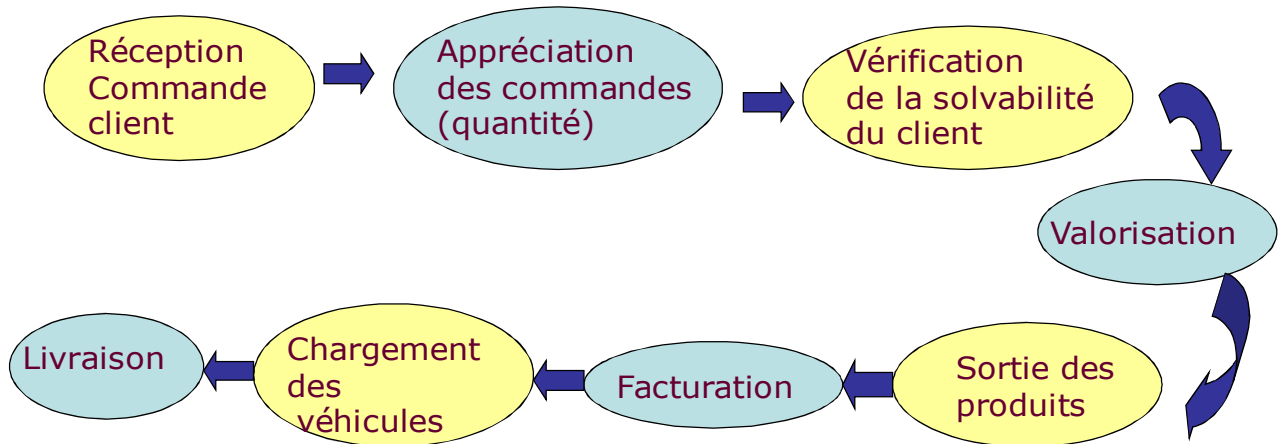 Réception
Commande
client
Appréciation
des commandes
(quantité)
Vérification
de la solvabilité
du client
Valorisation
Sortie des
produits
Facturation
Chargement
des
véhicules
Livraison